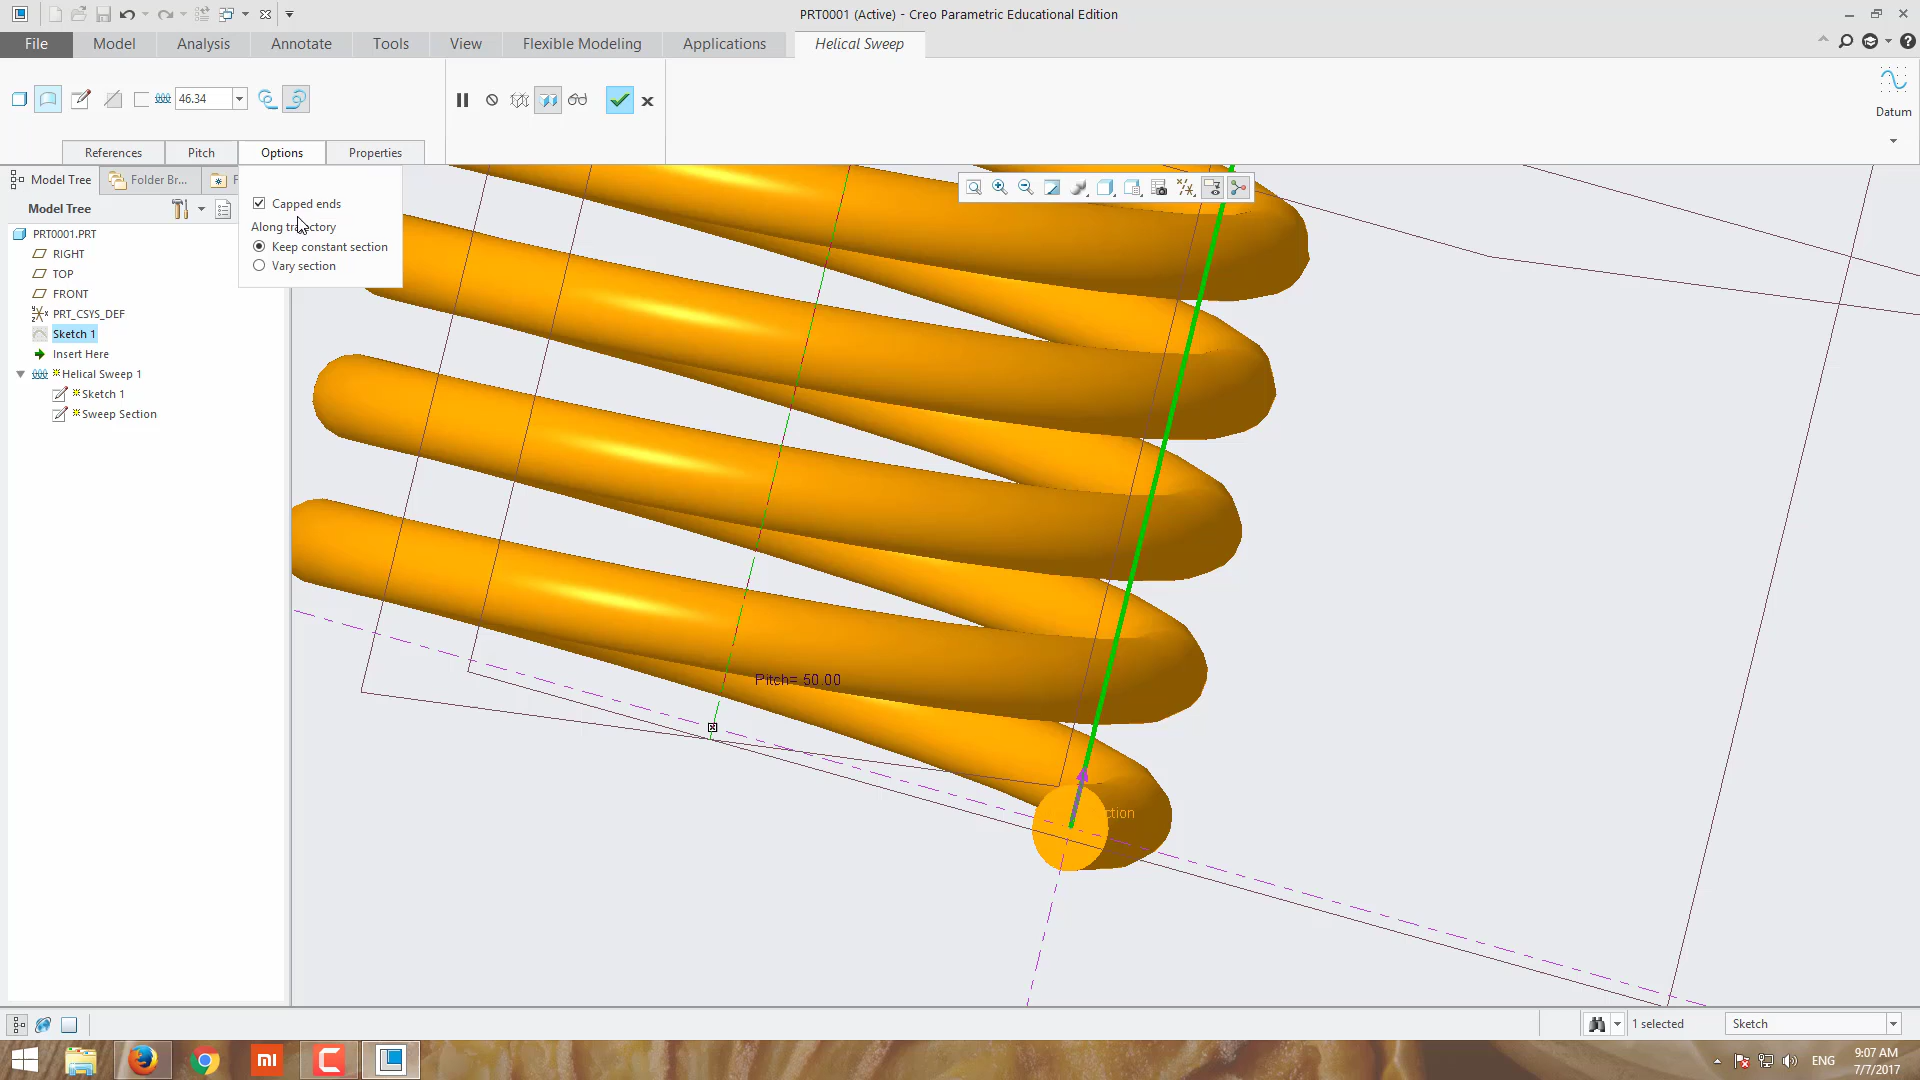 PRT0001 (Active) - Creo Parametric Educational Edition
File
Model
Analysis
Annotate
Tools
View
Flexible Modeling
Applications
Helical Sweep
46.34
Datum
References
Pitch
Options
Properties
Model Tree
Folder Br...
F
Model Tree
PRT0001.PRT
RIGHT
TOP
FRONT
PRT_CSYS_DEF
Sketch 1
Insert Here
Helical Sweep 1
Sketch 1
Sweep Section
Capped ends
Along trajectory
Keep constant section
Vary section
Pitch= 50.00
ction
1 selected
Sketch
mi
ENG
9:07 AM
7/7/2017